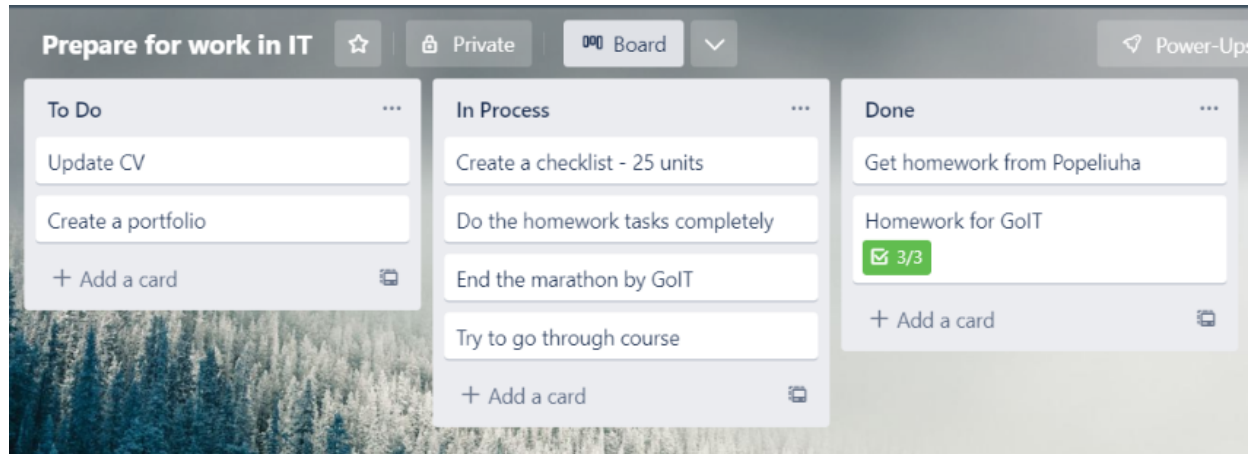 Prepare for work in IT
Private
Board
Power-Ups
To Do
Update CV
Create a portfolio
+ Add a card
In Process
Create a checklist - 25 units
Do the homework tasks completely
End the marathon by GoIT
Try to go through course
+ Add a card
Done
Get homework from Popeliuha
Homework for GoIT
3/3
+ Add a card